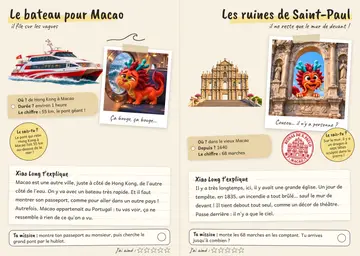 Le bateau pour Macao
il file sur les vagues
Où ? de Hong Kong à Macao
Durée ? environ 1 heure
Le chiffre : 55 km, le pont géant !
Le sais-tu ?
Ça bouge, ça bouge...
Xiao Long t'explique
Macao est une autre ville, juste à côté de Hong Kong, de l'autre
côté de l'eau. On y va avec un bateau très rapide. Et il faut
montrer son passeport, comme pour aller dans un autre pays !
Autrefois, Macao appartenait au Portugal : tu vas voir, ça ne
ressemble à rien de ce qu'on a vu.
Ta mission : montre ton passeport au monsieur, puis cherche le
grand pont par le hublot.
J'ai aimé :
Les ruines de Saint-Paul
il ne reste que le mur de devant !
Coucou... il n'y a personne ?
Où ? dans le vieux Macao
Depuis ? 1640
Le chiffre : 68 marches.
Le sais-tu ?
Xiao Long t'explique
Il y a très longtemps, ici, il y avait une grande église. Un jour de
tempête, en 1835, un incendie a tout brûlé... sauf le mur de
devant ! Il tient debout tout seul, comme un décor de théâtre.
Passe derrière : il n'y a que le ciel.
Ta mission : monte les 68 marches en les comptant. Tu arrives
jusqu'à combien ?
J'ai aimé :